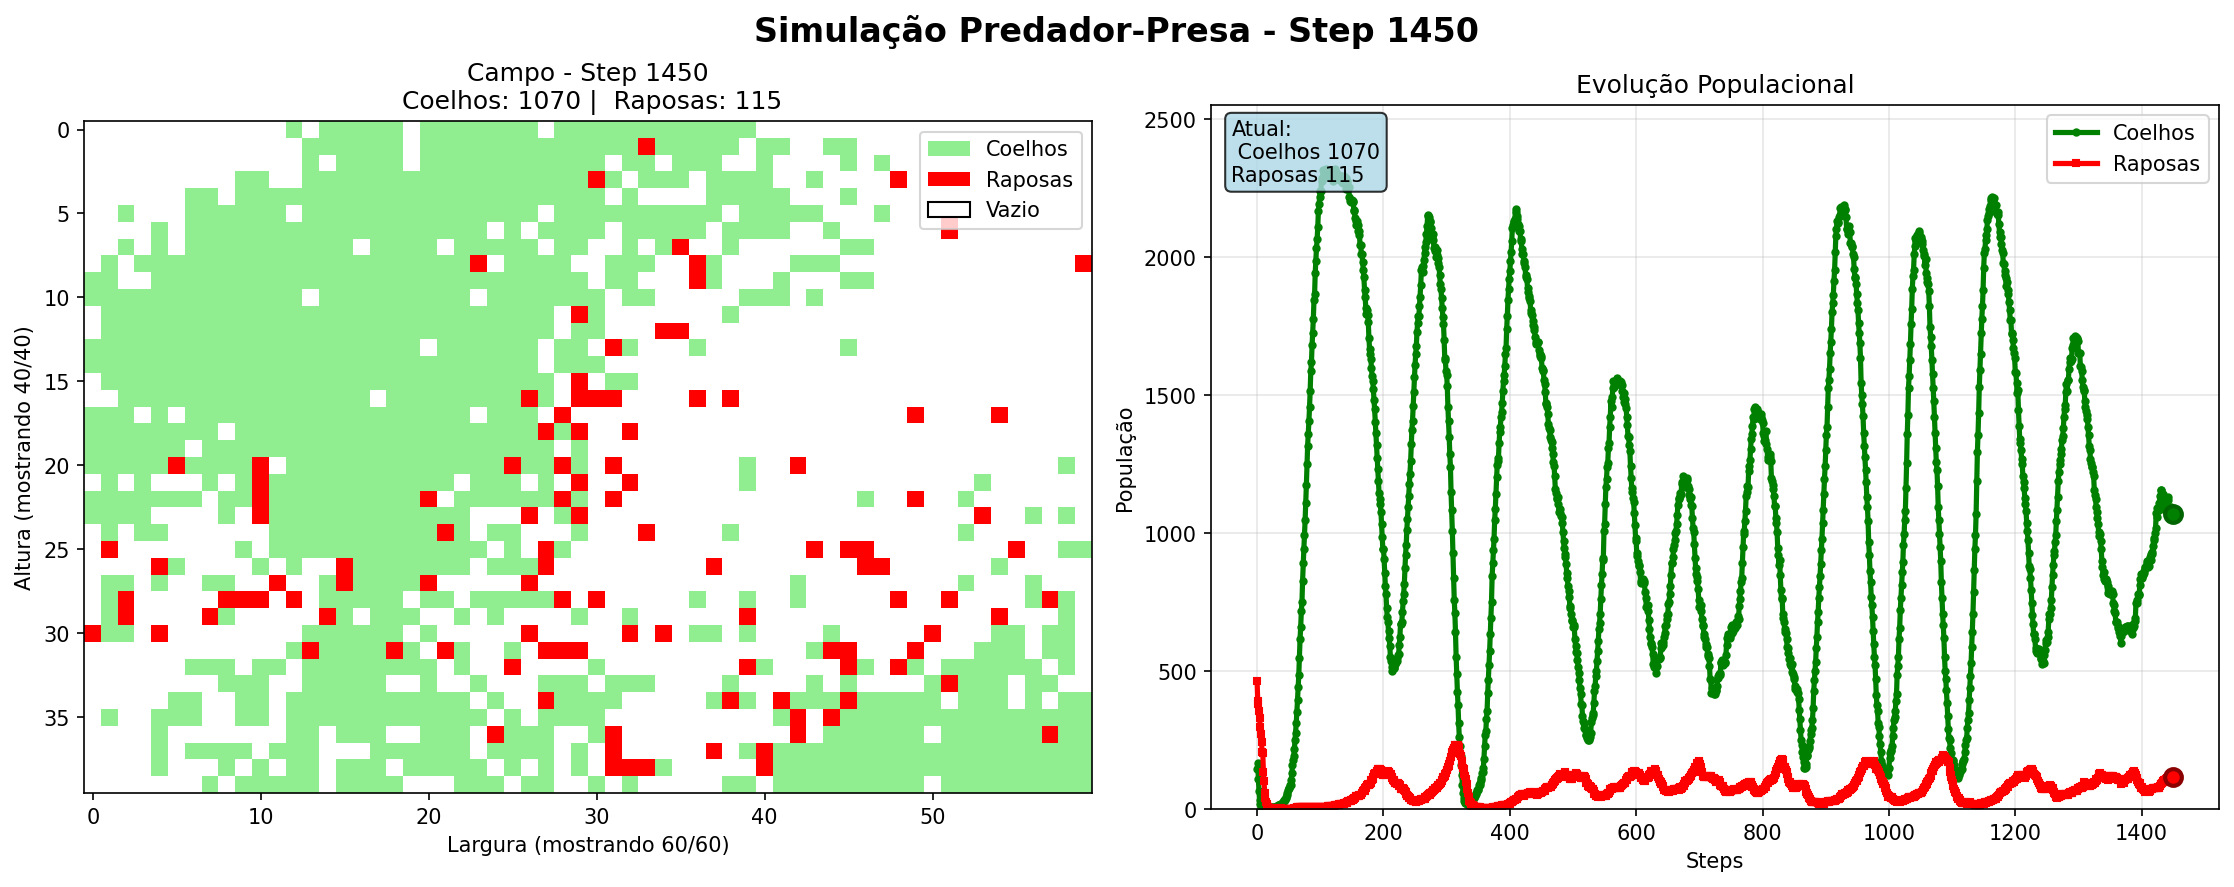 Simulação Predador-Presa - Step 1450
Campo - Step 1450
Coelhos: 1070 |  Raposas: 115
Coelhos
Raposas
Vazio
0
5
10
15
20
25
30
35
Altura (mostrando 40/40)
0
10
20
30
40
50
Largura (mostrando 60/60)
Evolução Populacional
Atual:
Coelhos 1070
Raposas 115
Coelhos
Raposas
2500
2000
1500
1000
500
0
População
0
200
400
600
800
1000
1200
1400
Steps